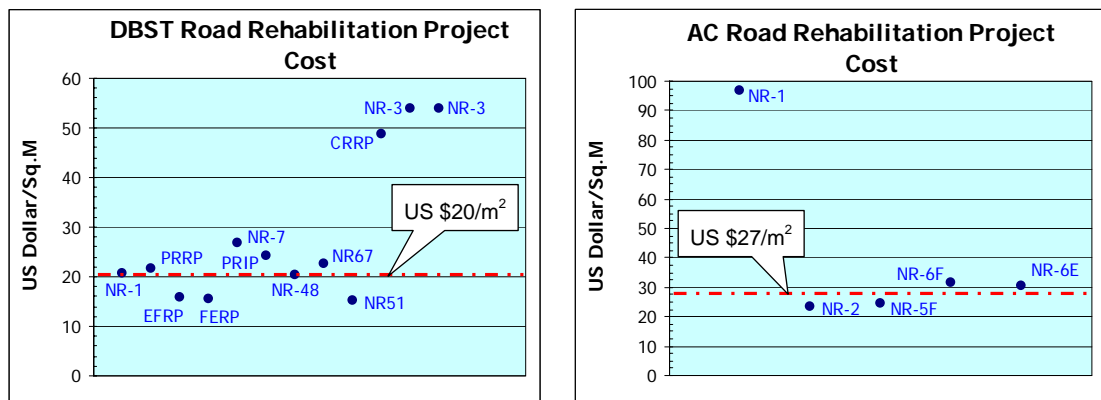 DBST Road Rehabilitation Project
Cost
US Dollar/Sq.M
60
50
40
30
20
10
0
NR-3
NR-3
CRRP
US $20/m²
NR-7
PRRP
PRIP
NR67
NR-1
NR-48
EFRP
FERP
NR51
AC Road Rehabilitation Project
Cost
US Dollar/Sq.M
100
90
80
70
60
50
40
30
20
10
0
NR-1
US $27/m²
NR-6F
NR-6E
NR-2
NR-5F